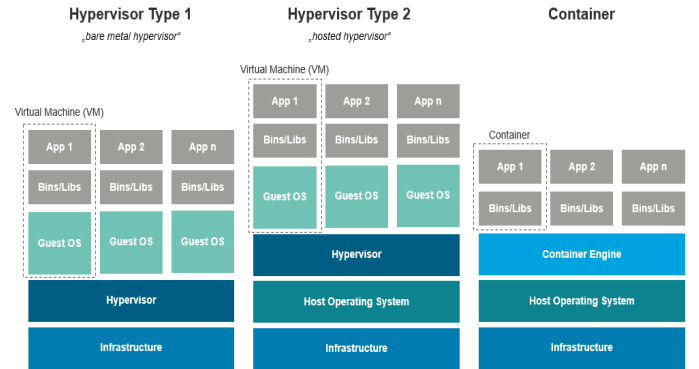 Hypervisor Type 1
„bare metal hypervisor“
Virtual Machine (VM)
App 1 App 2 App n
Bins/Libs Bins/Libs Bins/Libs
Guest OS Guest OS Guest OS
Hypervisor
Infrastructure
Hypervisor Type 2
„hosted hypervisor“
Virtual Machine (VM)
App 1 App 2 App n
Bins/Libs Bins/Libs Bins/Libs
Guest OS Guest OS Guest OS
Hypervisor
Host Operating System
Infrastructure
Container
Container
App 1 App 2 App n
Bins/Libs Bins/Libs Bins/Libs
Container Engine
Host Operating System
Infrastructure